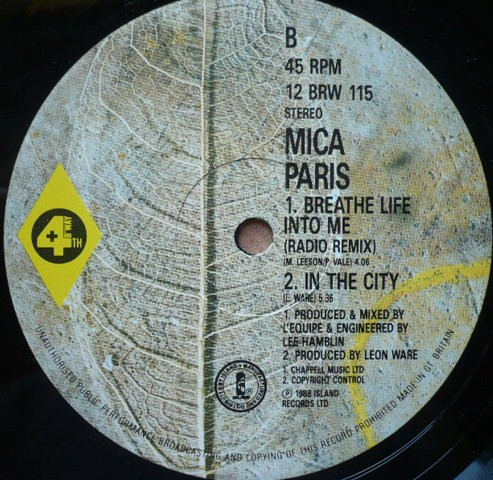 B
45 RPM
12 BRW 115
STEREO
MICA
PARIS
1. BREATHE LIFE
INTO ME
(RADIO REMIX)
(M. LEESON/P. VALE) 4.06
2. IN THE CITY
(L. WARE) 5.36
1. PRODUCED & MIXED BY
L'EQUIPE & ENGINEERED BY
LEE HAMBLIN
2. PRODUCED BY LEON WARE
1. CHAPPELL MUSIC LTD
2. COPYRIGHT CONTROL
℗ 1988 ISLAND
RECORDS LTD
4TH
+
B'WAY
UNAUTHORISED PUBLIC PERFORMANCE BROADCASTING AND COPYING OF THIS RECORD PROHIBITED MADE IN GT. BRITAIN